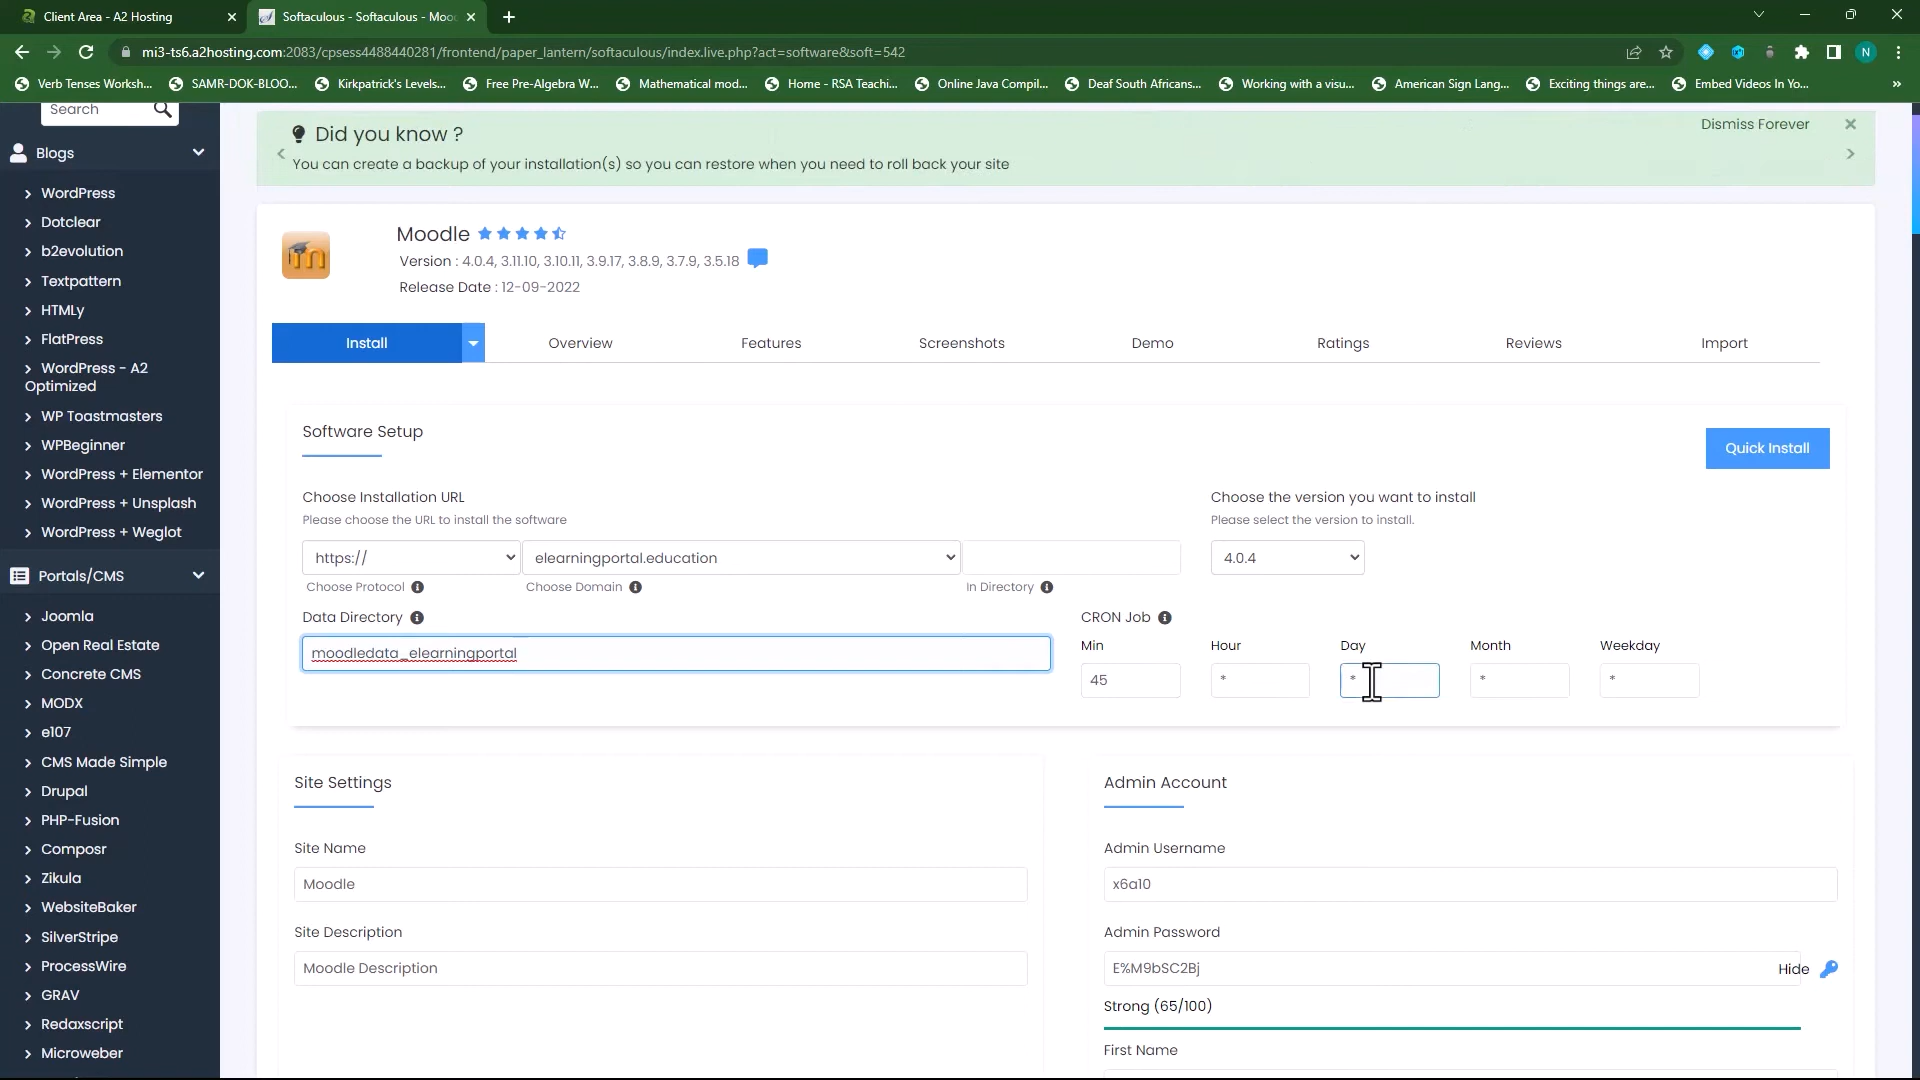 Client Area - A2 Hosting
Softaculous - Softaculous - Moo
mi3-ts6.a2hosting.com:2083/cpsess4488440281/frontend/paper_lantern/softaculous/index.live.php?act=software&soft=542
N
Verb Tenses Worksh...
SAMR-DOK-BLOO...
Kirkpatrick's Levels...
Free Pre-Algebra W...
Mathematical mod...
Home - RSA Teachi...
Online Java Compil...
Deaf South Africans...
Working with a visu...
American Sign Lang...
Exciting things are...
Embed Videos In Yo...
»
Search
Blogs
WordPress
Dotclear
b2evolution
Textpattern
HTMLy
FlatPress
WordPress - A2
Optimized
WP Toastmasters
WPBeginner
WordPress + Elementor
WordPress + Unsplash
WordPress + Weglot
Portals/CMS
Joomla
Open Real Estate
Concrete CMS
MODX
e107
CMS Made Simple
Drupal
PHP-Fusion
Composr
Zikula
WebsiteBaker
SilverStripe
ProcessWire
GRAV
Redaxscript
Microweber
Did you know ?
Dismiss Forever
You can create a backup of your installation(s) so you can restore when you need to roll back your site
Moodle
Version : 4.0.4, 3.11.10, 3.10.11, 3.9.17, 3.8.9, 3.7.9, 3.5.18
Release Date : 12-09-2022
Install
Overview
Features
Screenshots
Demo
Ratings
Reviews
Import
Software Setup
Quick Install
Choose Installation URL
Please choose the URL to install the software
Choose the version you want to install
Please select the version to install.
https://
elearningportal.education
4.0.4
Choose Protocol
Choose Domain
In Directory
Data Directory
CRON Job
moodledata_elearningportal
Min
Hour
Day
Month
Weekday
45
*
*
*
*
Site Settings
Site Name
Moodle
Site Description
Moodle Description
Admin Account
Admin Username
x6a10
Admin Password
E%M9bSC2Bj
Hide
Strong (65/100)
First Name